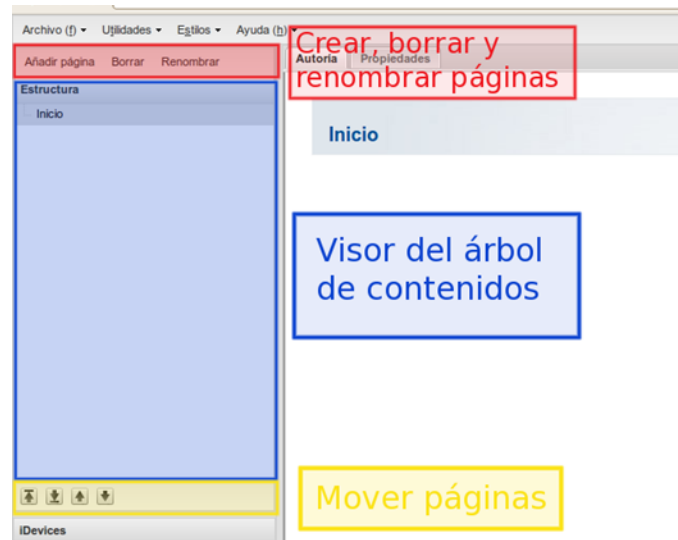 Archivo (f) Utilidades Estilos Ayuda (h)
Crear, borrar y
renombrar páginas
Añadir página Borrar Renombrar
Autoría Propiedades
Estructura
Inicio
Inicio
Visor del árbol
de contenidos
Mover páginas
iDevices